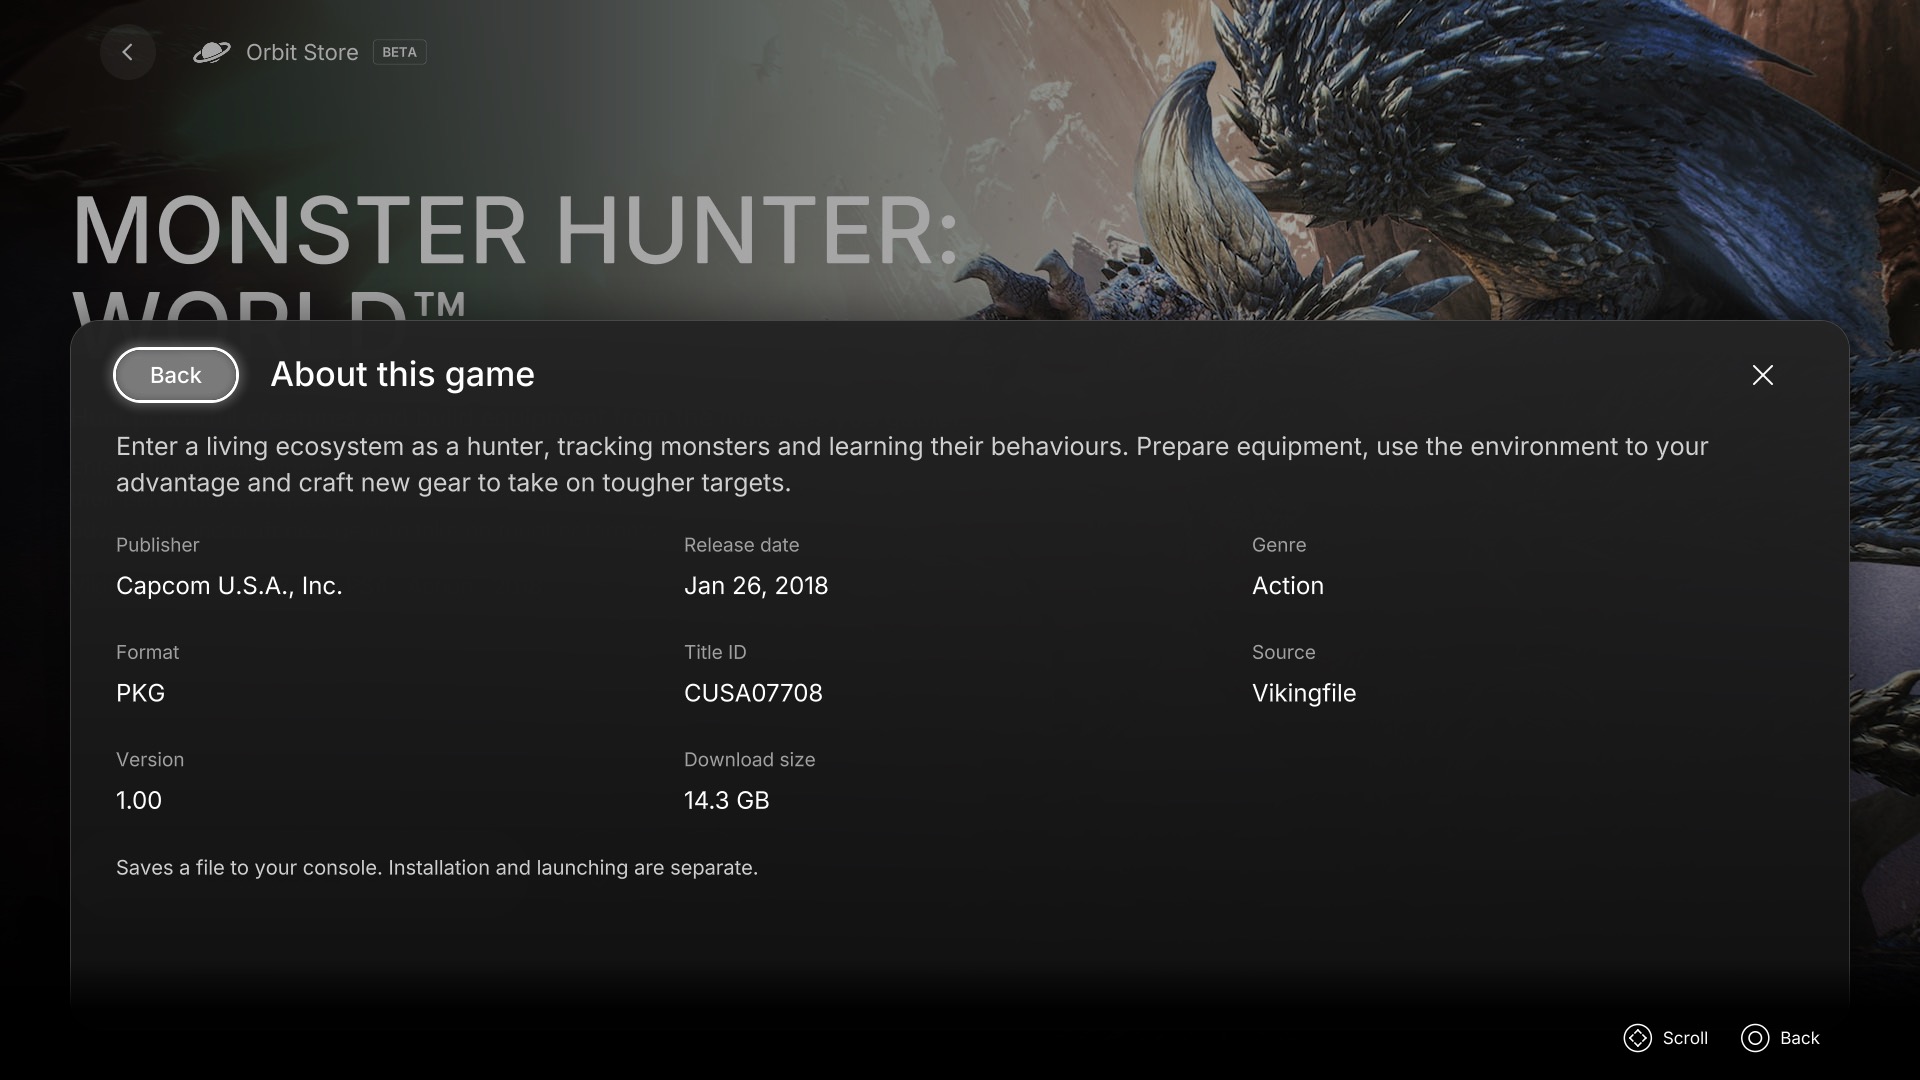 Orbit Store BETA
MONSTER HUNTER:
WORLD™
Back About this game
Enter a living ecosystem as a hunter, tracking monsters and learning their behaviours. Prepare equipment, use the environment to your
advantage and craft new gear to take on tougher targets.
Publisher Release date Genre
Capcom U.S.A., Inc. Jan 26, 2018 Action
Format Title ID Source
PKG CUSA07708 Vikingfile
Version Download size
1.00 14.3 GB
Saves a file to your console. Installation and launching are separate.
Scroll Back